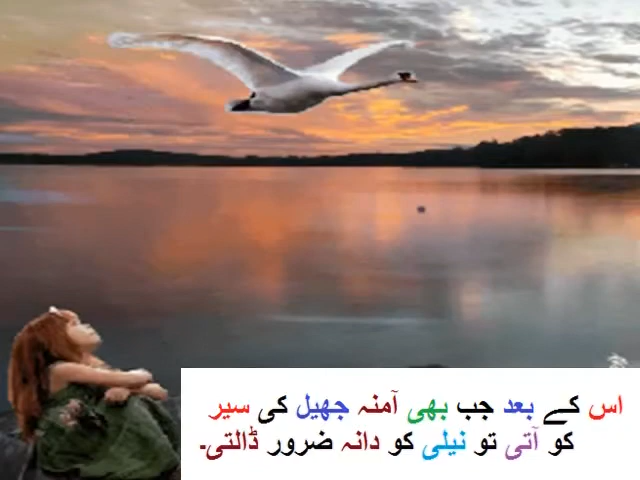 اس کے بعد جب بھی آمنہ جھیل کی سیر
کو آتی تو نیلی کو دانہ ضرور ڈالتی۔